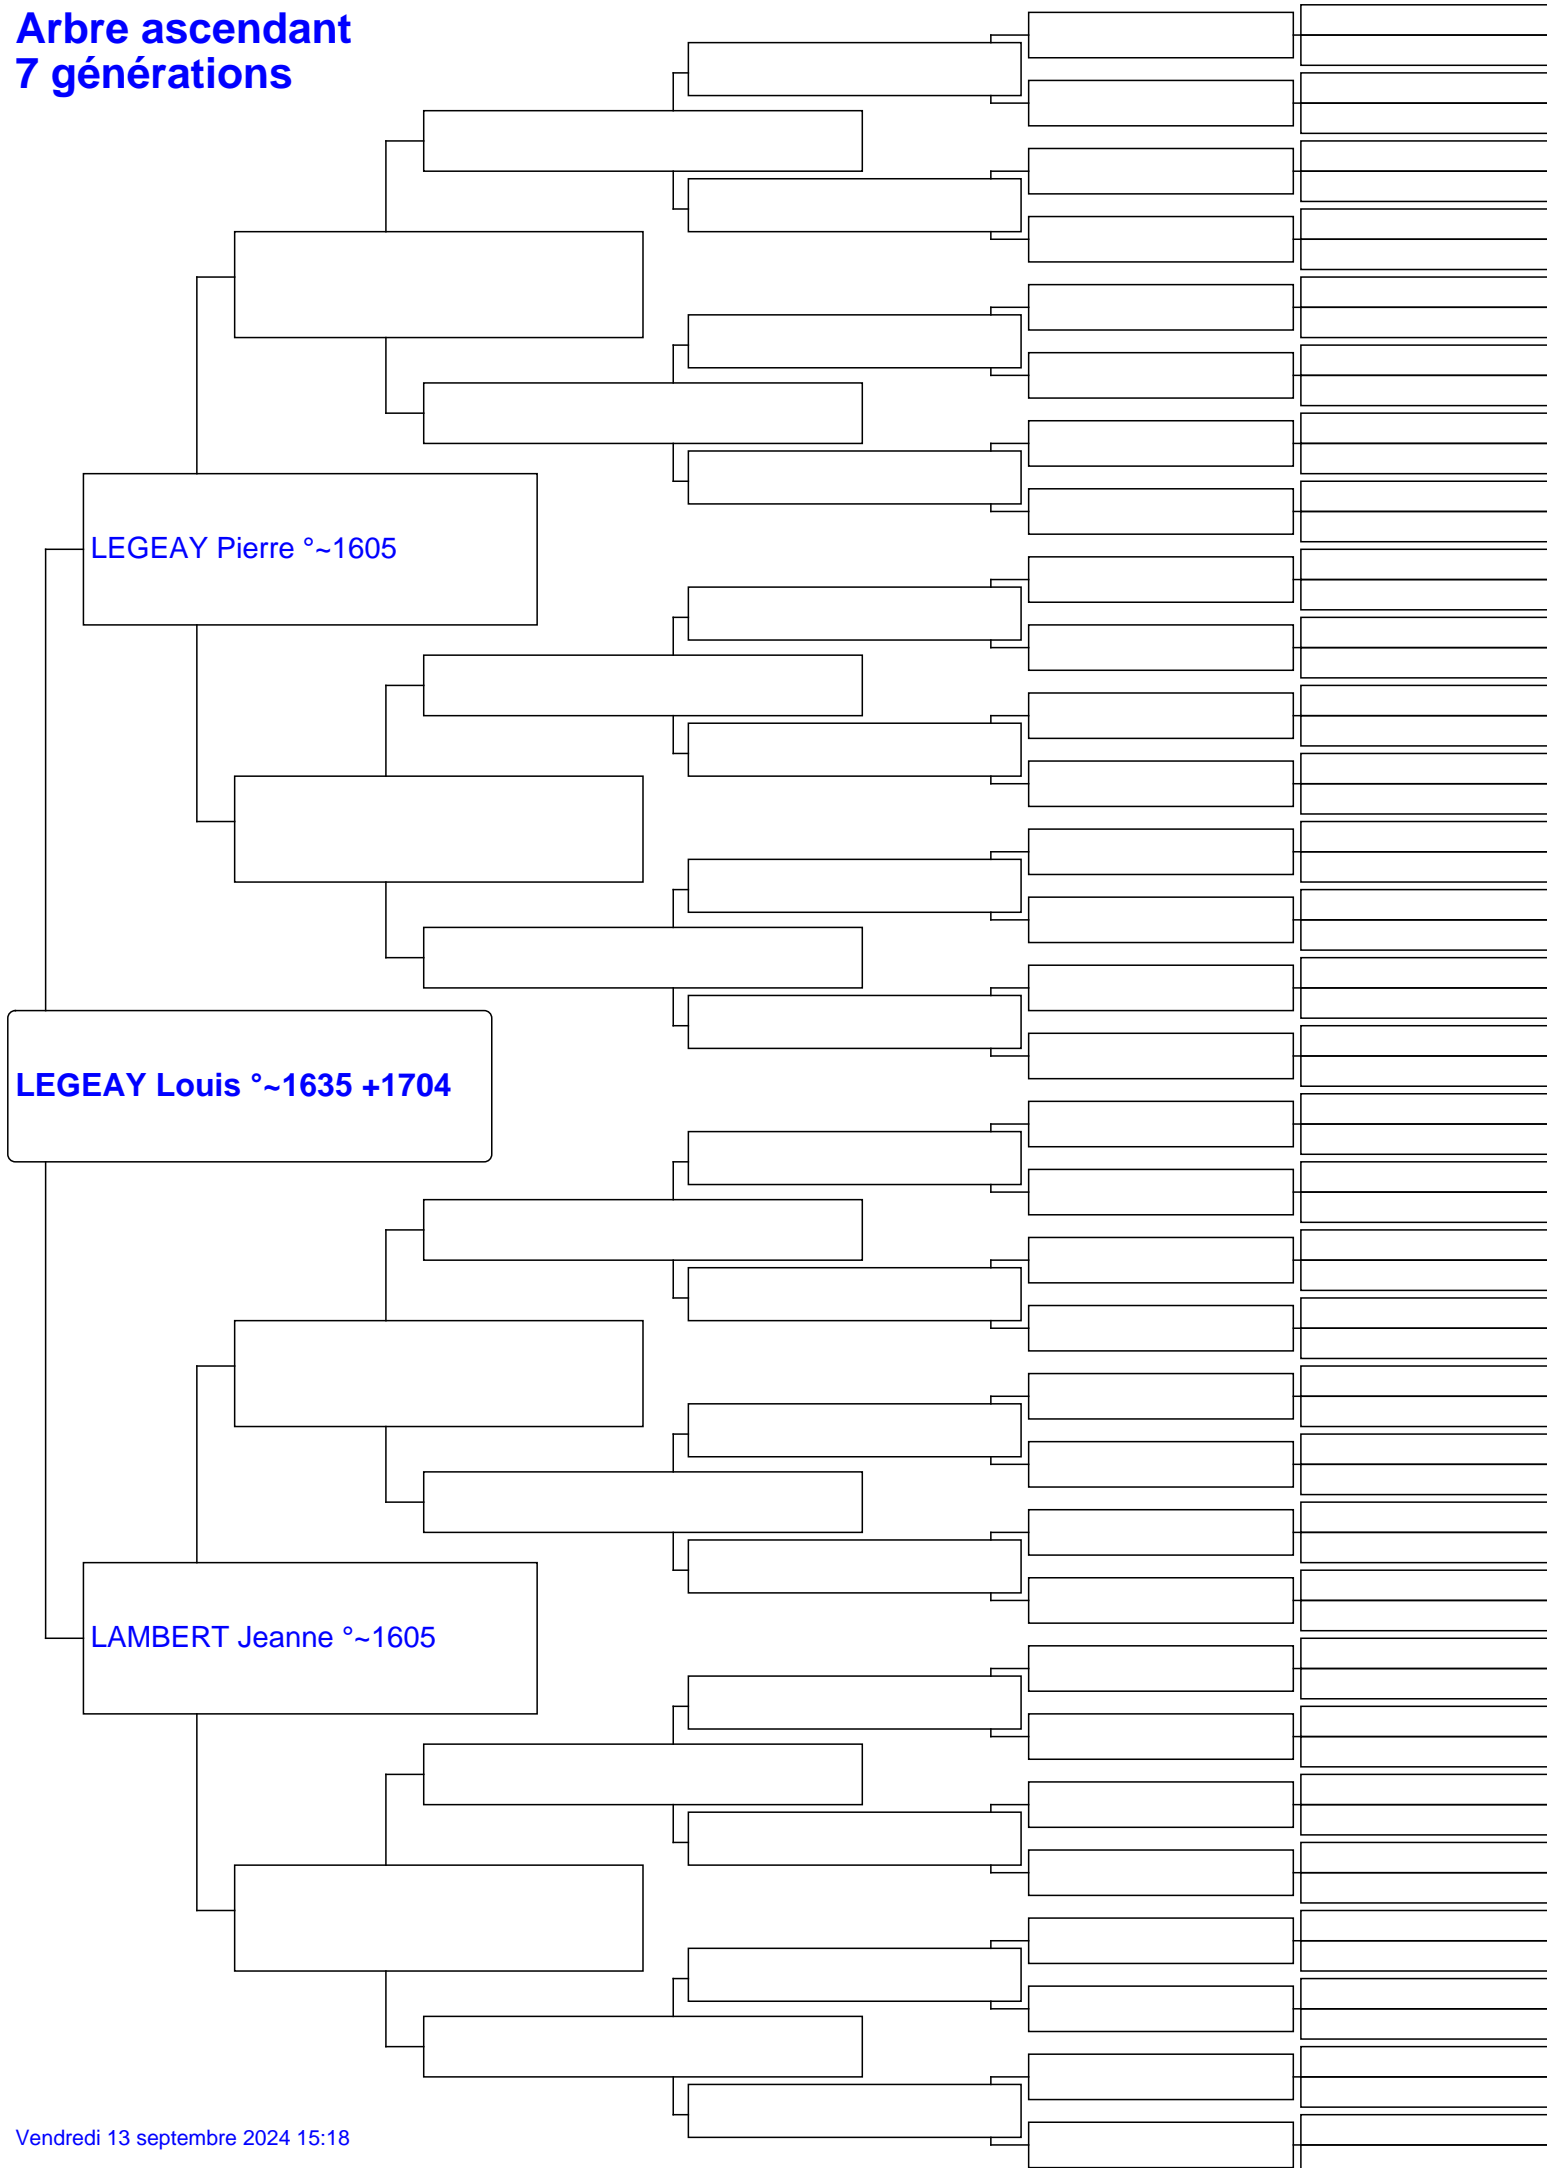 Arbre ascendant
7 générations
LEGEAY Pierre °~1605
LEGEAY Louis °~1635 +1704
LAMBERT Jeanne °~1605
Vendredi 13 septembre 2024 15:18